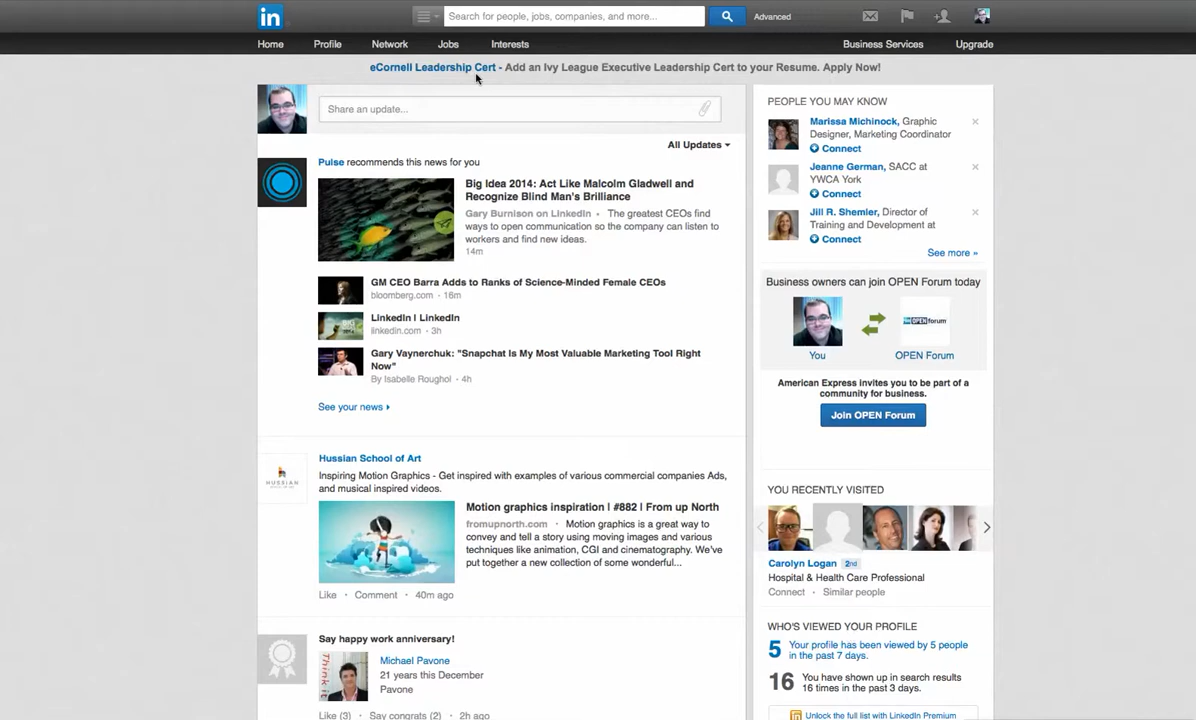 in
Search for people, jobs, companies, and more...
Advanced
Home
Profile
Network
Jobs
Interests
Business Services
Upgrade
eCornell Leadership Cert - Add an Ivy League Executive Leadership Cert to your Resume. Apply Now!
Share an update...
All Updates
Pulse recommends this news for you
Big Idea 2014: Act Like Malcolm Gladwell and
Recognize Blind Man's Brilliance
Gary Burnison on LinkedIn · The greatest CEOs find
ways to open communication so the company can listen to
workers and find new ideas.
14m
GM CEO Barra Adds to Ranks of Science-Minded Female CEOs
bloomberg.com · 16m
LinkedIn | LinkedIn
linkedin.com · 3h
Gary Vaynerchuk: "Snapchat Is My Most Valuable Marketing Tool Right
Now"
By Isabelle Roughol · 4h
See your news
Hussian School of Art
HUSSIAN
Inspiring Motion Graphics - Get inspired with examples of various commercial companies Ads,
and musical inspired videos.
Motion graphics inspiration | #882 | From up North
fromupnorth.com · Motion graphics is a great way to
convey and tell a story using moving images and various
techniques like animation, CGI and cinematography. We've
put together a new collection of some wonderful...
Like · Comment · 40m ago
Say happy work anniversary!
Think
Michael Pavone
21 years this December
Pavone
Like (3) · Say congrats (2) · 2h ago
PEOPLE YOU MAY KNOW
Marissa Michinock, Graphic
Designer, Marketing Coordinator
Connect
Jeanne German, SACC at
YWCA York
Connect
Jill R. Shemler, Director of
Training and Development at
Connect
See more »
Business owners can join OPEN Forum today
OPEN forum
You
OPEN Forum
American Express invites you to be part of a
community for business.
Join OPEN Forum
YOU RECENTLY VISITED
Carolyn Logan 2nd
Hospital & Health Care Professional
Connect · Similar people
WHO'S VIEWED YOUR PROFILE
5 Your profile has been viewed by 5 people
in the past 7 days.
16 You have shown up in search results
16 times in the past 3 days.
in Unlock the full list with LinkedIn Premium